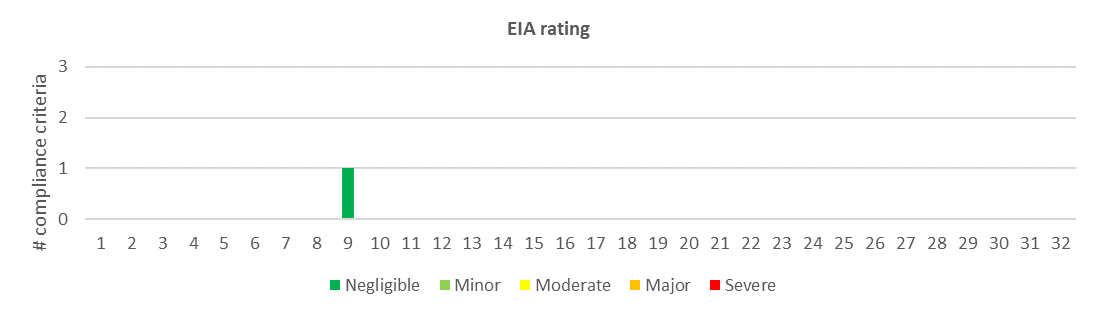 EIA rating
# compliance criteria
3
2
1
0
1 2 3 4 5 6 7 8 9 10 11 12 13 14 15 16 17 18 19 20 21 22 23 24 25 26 27 28 29 30 31 32
Negligible Minor Moderate Major Severe